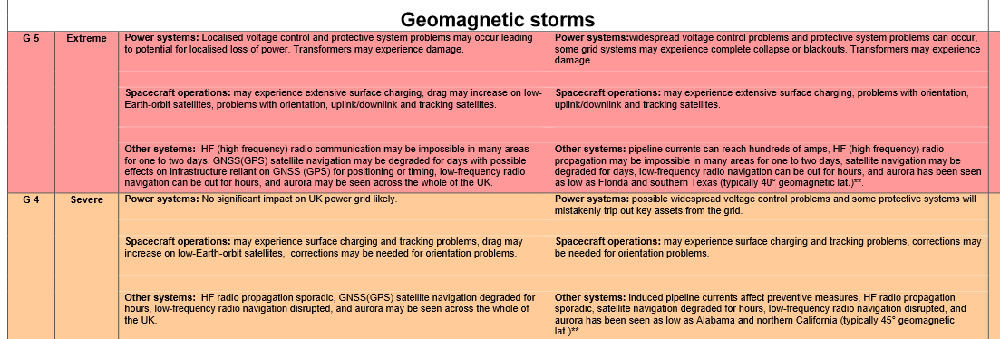 Geomagnetic storms
G 5
Extreme
Power systems: Localised voltage control and protective system problems may occur leading
to potential for localised loss of power. Transformers may experience damage.
Spacecraft operations: may experience extensive surface charging, drag may increase on low-
Earth-orbit satellites, problems with orientation, uplink/downlink and tracking satellites.
Other systems:  HF (high frequency) radio communication may be impossible in many areas
for one to two days, GNSS(GPS) satellite navigation may be degraded for days with possible
effects on infrastructure reliant on GNSS (GPS) for positioning or timing, low-frequency radio
navigation can be out for hours, and aurora may be seen across the whole of the UK.
Power systems:widespread voltage control problems and protective system problems can occur,
some grid systems may experience complete collapse or blackouts. Transformers may experience
damage.
Spacecraft operations: may experience extensive surface charging, problems with orientation,
uplink/downlink and tracking satellites.
Other systems: pipeline currents can reach hundreds of amps, HF (high frequency) radio
propagation may be impossible in many areas for one to two days, satellite navigation may be
degraded for days, low-frequency radio navigation can be out for hours, and aurora has been seen
as low as Florida and southern Texas (typically 40° geomagnetic lat.)**.
G 4
Severe
Power systems: No significant impact on UK power grid likely.
Spacecraft operations: may experience surface charging and tracking problems, drag may
increase on low-Earth-orbit satellites,  corrections may be needed for orientation problems.
Other systems:  HF radio propagation sporadic, GNSS(GPS) satellite navigation degraded for
hours, low-frequency radio navigation disrupted, and aurora may be seen across the whole of
the UK.
Power systems: possible widespread voltage control problems and some protective systems will
mistakenly trip out key assets from the grid.
Spacecraft operations: may experience surface charging and tracking problems, corrections may
be needed for orientation problems.
Other systems: induced pipeline currents affect preventive measures, HF radio propagation
sporadic, satellite navigation degraded for hours, low-frequency radio navigation disrupted, and
aurora has been seen as low as Alabama and northern California (typically 45° geomagnetic
lat.)**.